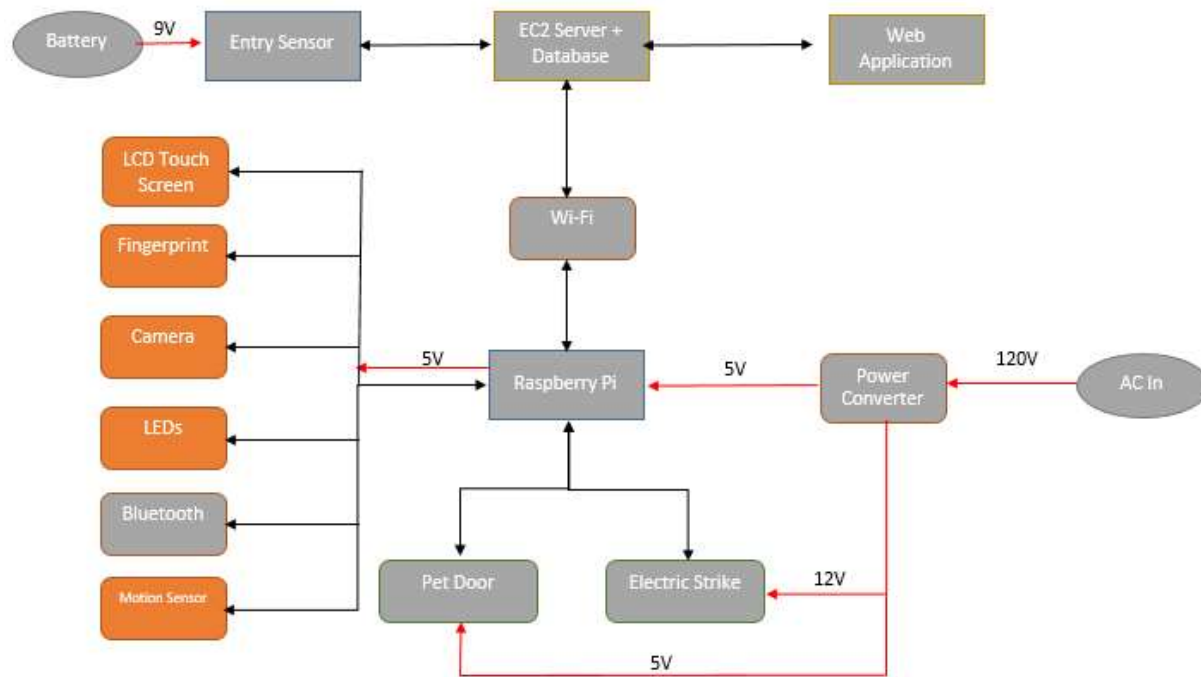 Battery
9V
Entry Sensor
EC2 Server +
Database
Web
Application
LCD Touch
Screen
Fingerprint
Wi-Fi
Camera
5V
Raspberry Pi
5V
Power
Converter
120V
AC In
LEDs
Bluetooth
Motion Sensor
Pet Door
Electric Strike
12V
5V